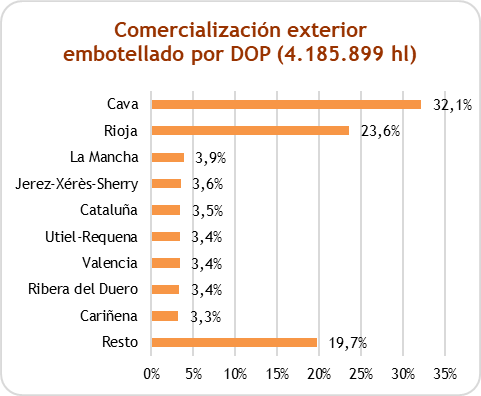 Comercialización exterior
embotellado por DOP (4.185.899 hl)
Cava 32,1%
Rioja 23,6%
La Mancha 3,9%
Jerez-Xérès-Sherry 3,6%
Cataluña 3,5%
Utiel-Requena 3,4%
Valencia 3,4%
Ribera del Duero 3,4%
Cariñena 3,3%
Resto 19,7%
0% 5% 10% 15% 20% 25% 30% 35%